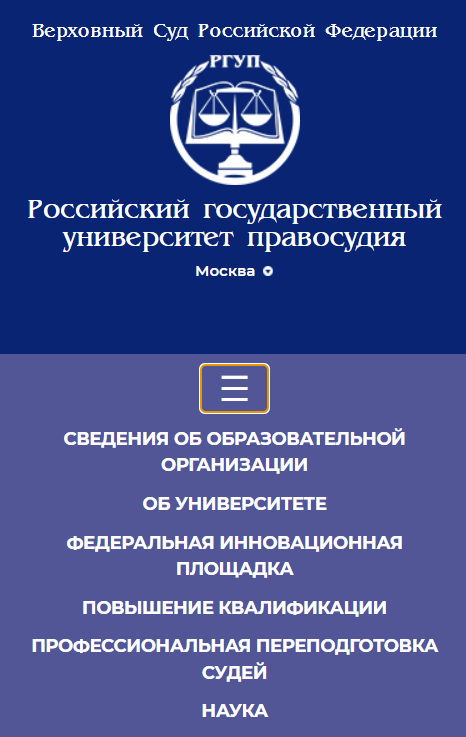 Верховный Суд Российской Федерации
РГУП
Российский государственный
университет правосудия
Москва
СВЕДЕНИЯ ОБ ОБРАЗОВАТЕЛЬНОЙ
ОРГАНИЗАЦИИ
ОБ УНИВЕРСИТЕТЕ
ФЕДЕРАЛЬНАЯ ИННОВАЦИОННАЯ
ПЛОЩАДКА
ПОВЫШЕНИЕ КВАЛИФИКАЦИИ
ПРОФЕССИОНАЛЬНАЯ ПЕРЕПОДГОТОВКА
СУДЕЙ
НАУКА